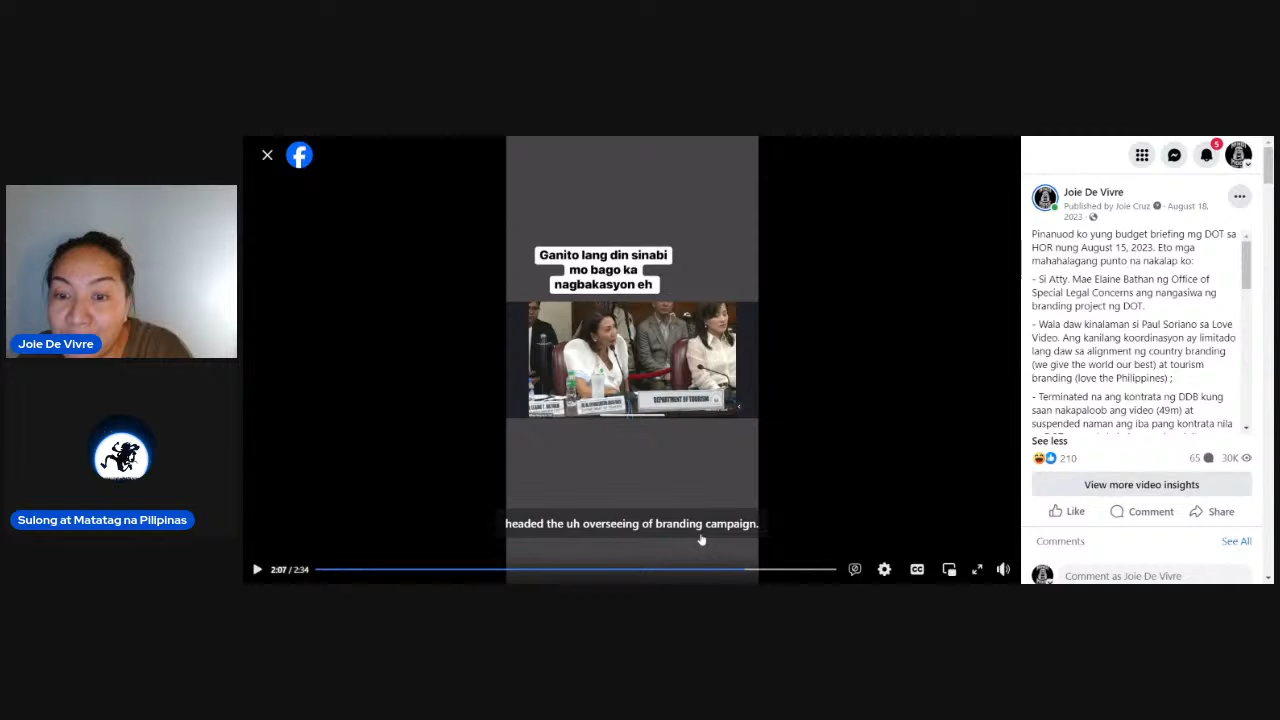 Joie De Vivre
Sulong at Matatag na Pilipinas
Ganito lang din sinabi
mo bago ka
nagbakasyon eh
DEPARTMENT OF TOURISM
headed the uh overseeing of branding campaign.
2:07 / 2:34
CC
5
Joie De Vivre
Published by Joie Cruz · August 18,
2023 ·
Pinanuod ko yung budget briefing mg DOT sa
HOR nung August 15, 2023. Eto mga
mahahalagang punto na nakalap ko:
- Si Atty. Mae Elaine Bathan ng Office of
Special Legal Concerns ang nangasiwa ng
branding project ng DOT.
- Wala daw kinalaman si Paul Soriano sa Love
Video. Ang kanilang koordinasyon ay limitado
lang daw sa alignment ng country branding
(we give the world our best) at tourism
branding (love the Philippines) ;
- Terminated na ang kontrata ng DDB kung
saan nakapaloob ang video (49m) at
suspended naman ang iba pang kontrata nila
See less
210
65
30K
View more video insights
Like
Comment
Share
Comments
See All
Comment as Joie De Vivre